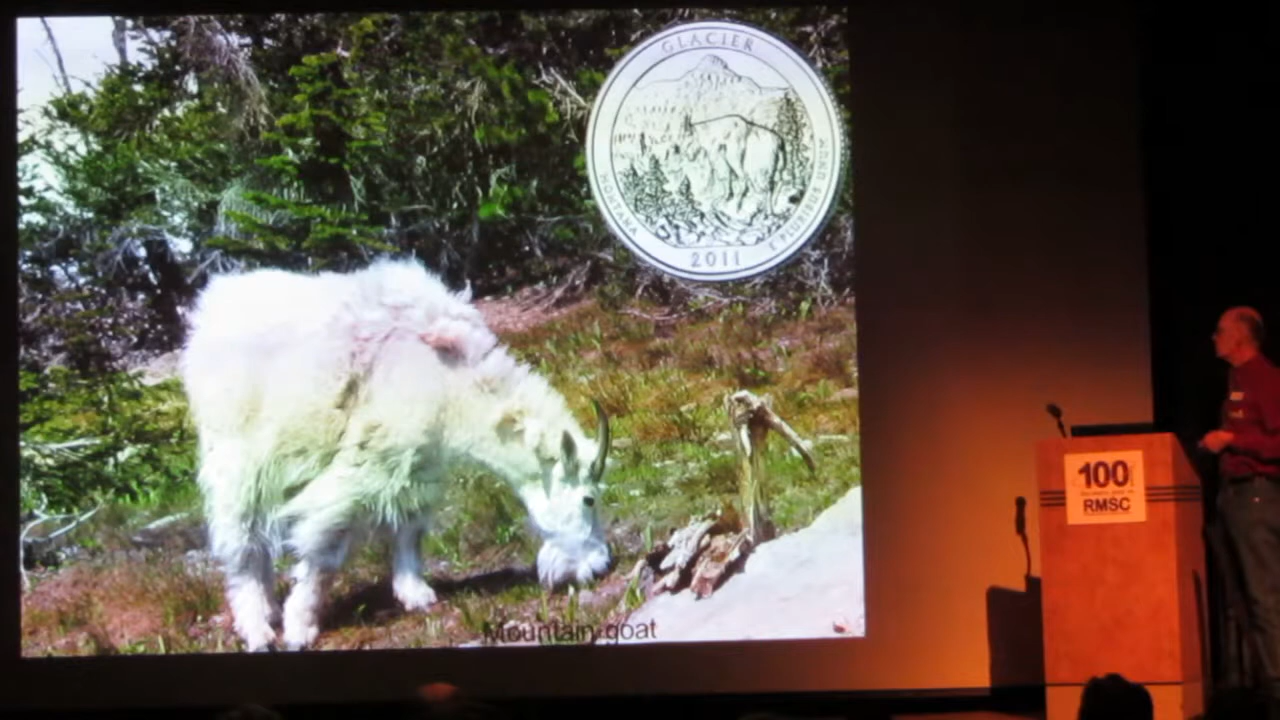 GLACIER
MONTANA
E PLURIBUS UNUM
2011
Mountain goat
100
RMSC